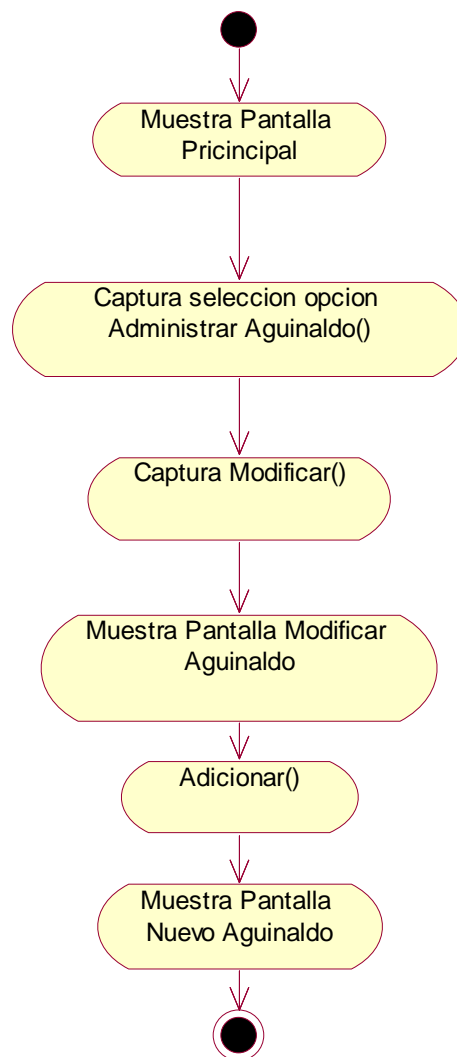 Muestra Pantalla
Pricincipal
Captura seleccion opcion
Administrar Aguinaldo()
Captura Modificar()
Muestra Pantalla Modificar
Aguinaldo
Adicionar()
Muestra Pantalla
Nuevo Aguinaldo